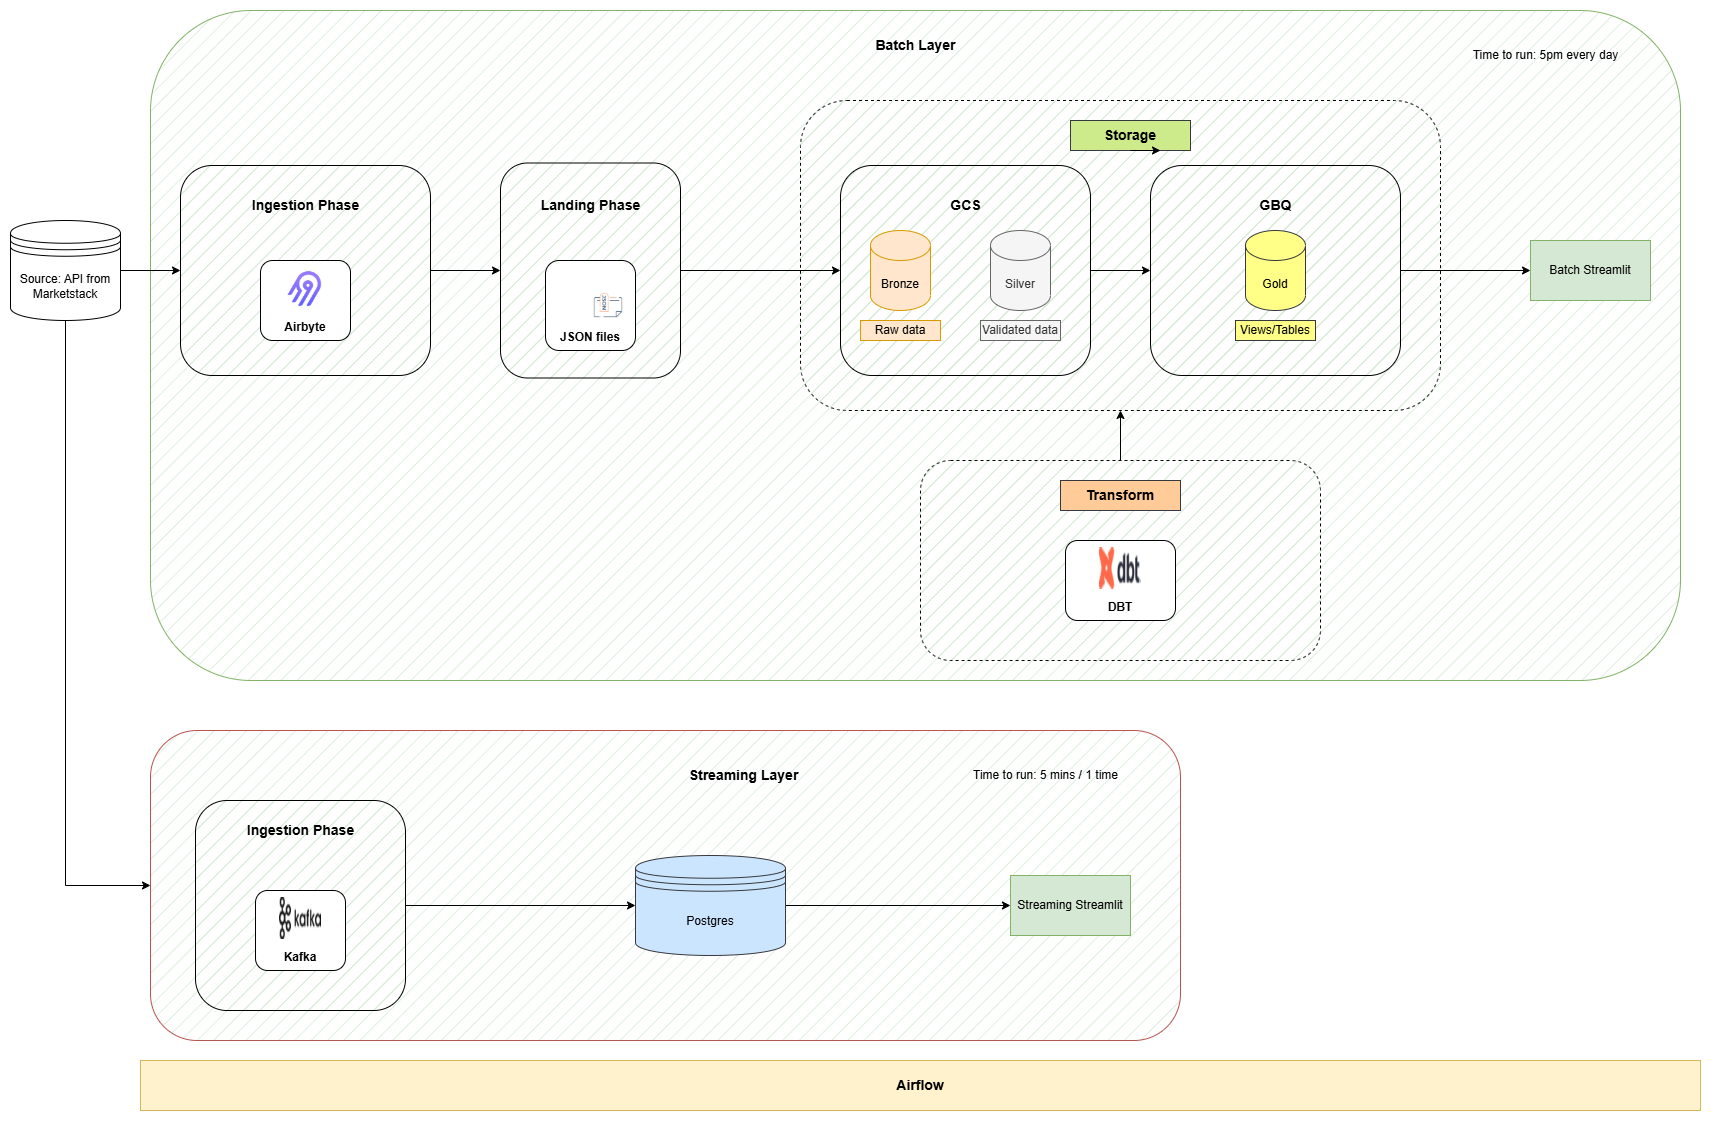 Batch Layer
Time to run: 5pm every day
Storage
Ingestion Phase
Landing Phase
GCS
GBQ
Source: API from
Marketstack
Airbyte
JSON
JSON files
Bronze
Silver
Gold
Raw data
Validated data
Views/Tables
Batch Streamlit
Transform
dbt
DBT
Streaming Layer
Time to run: 5 mins / 1 time
Ingestion Phase
kafka
Kafka
Postgres
Streaming Streamlit
Airflow